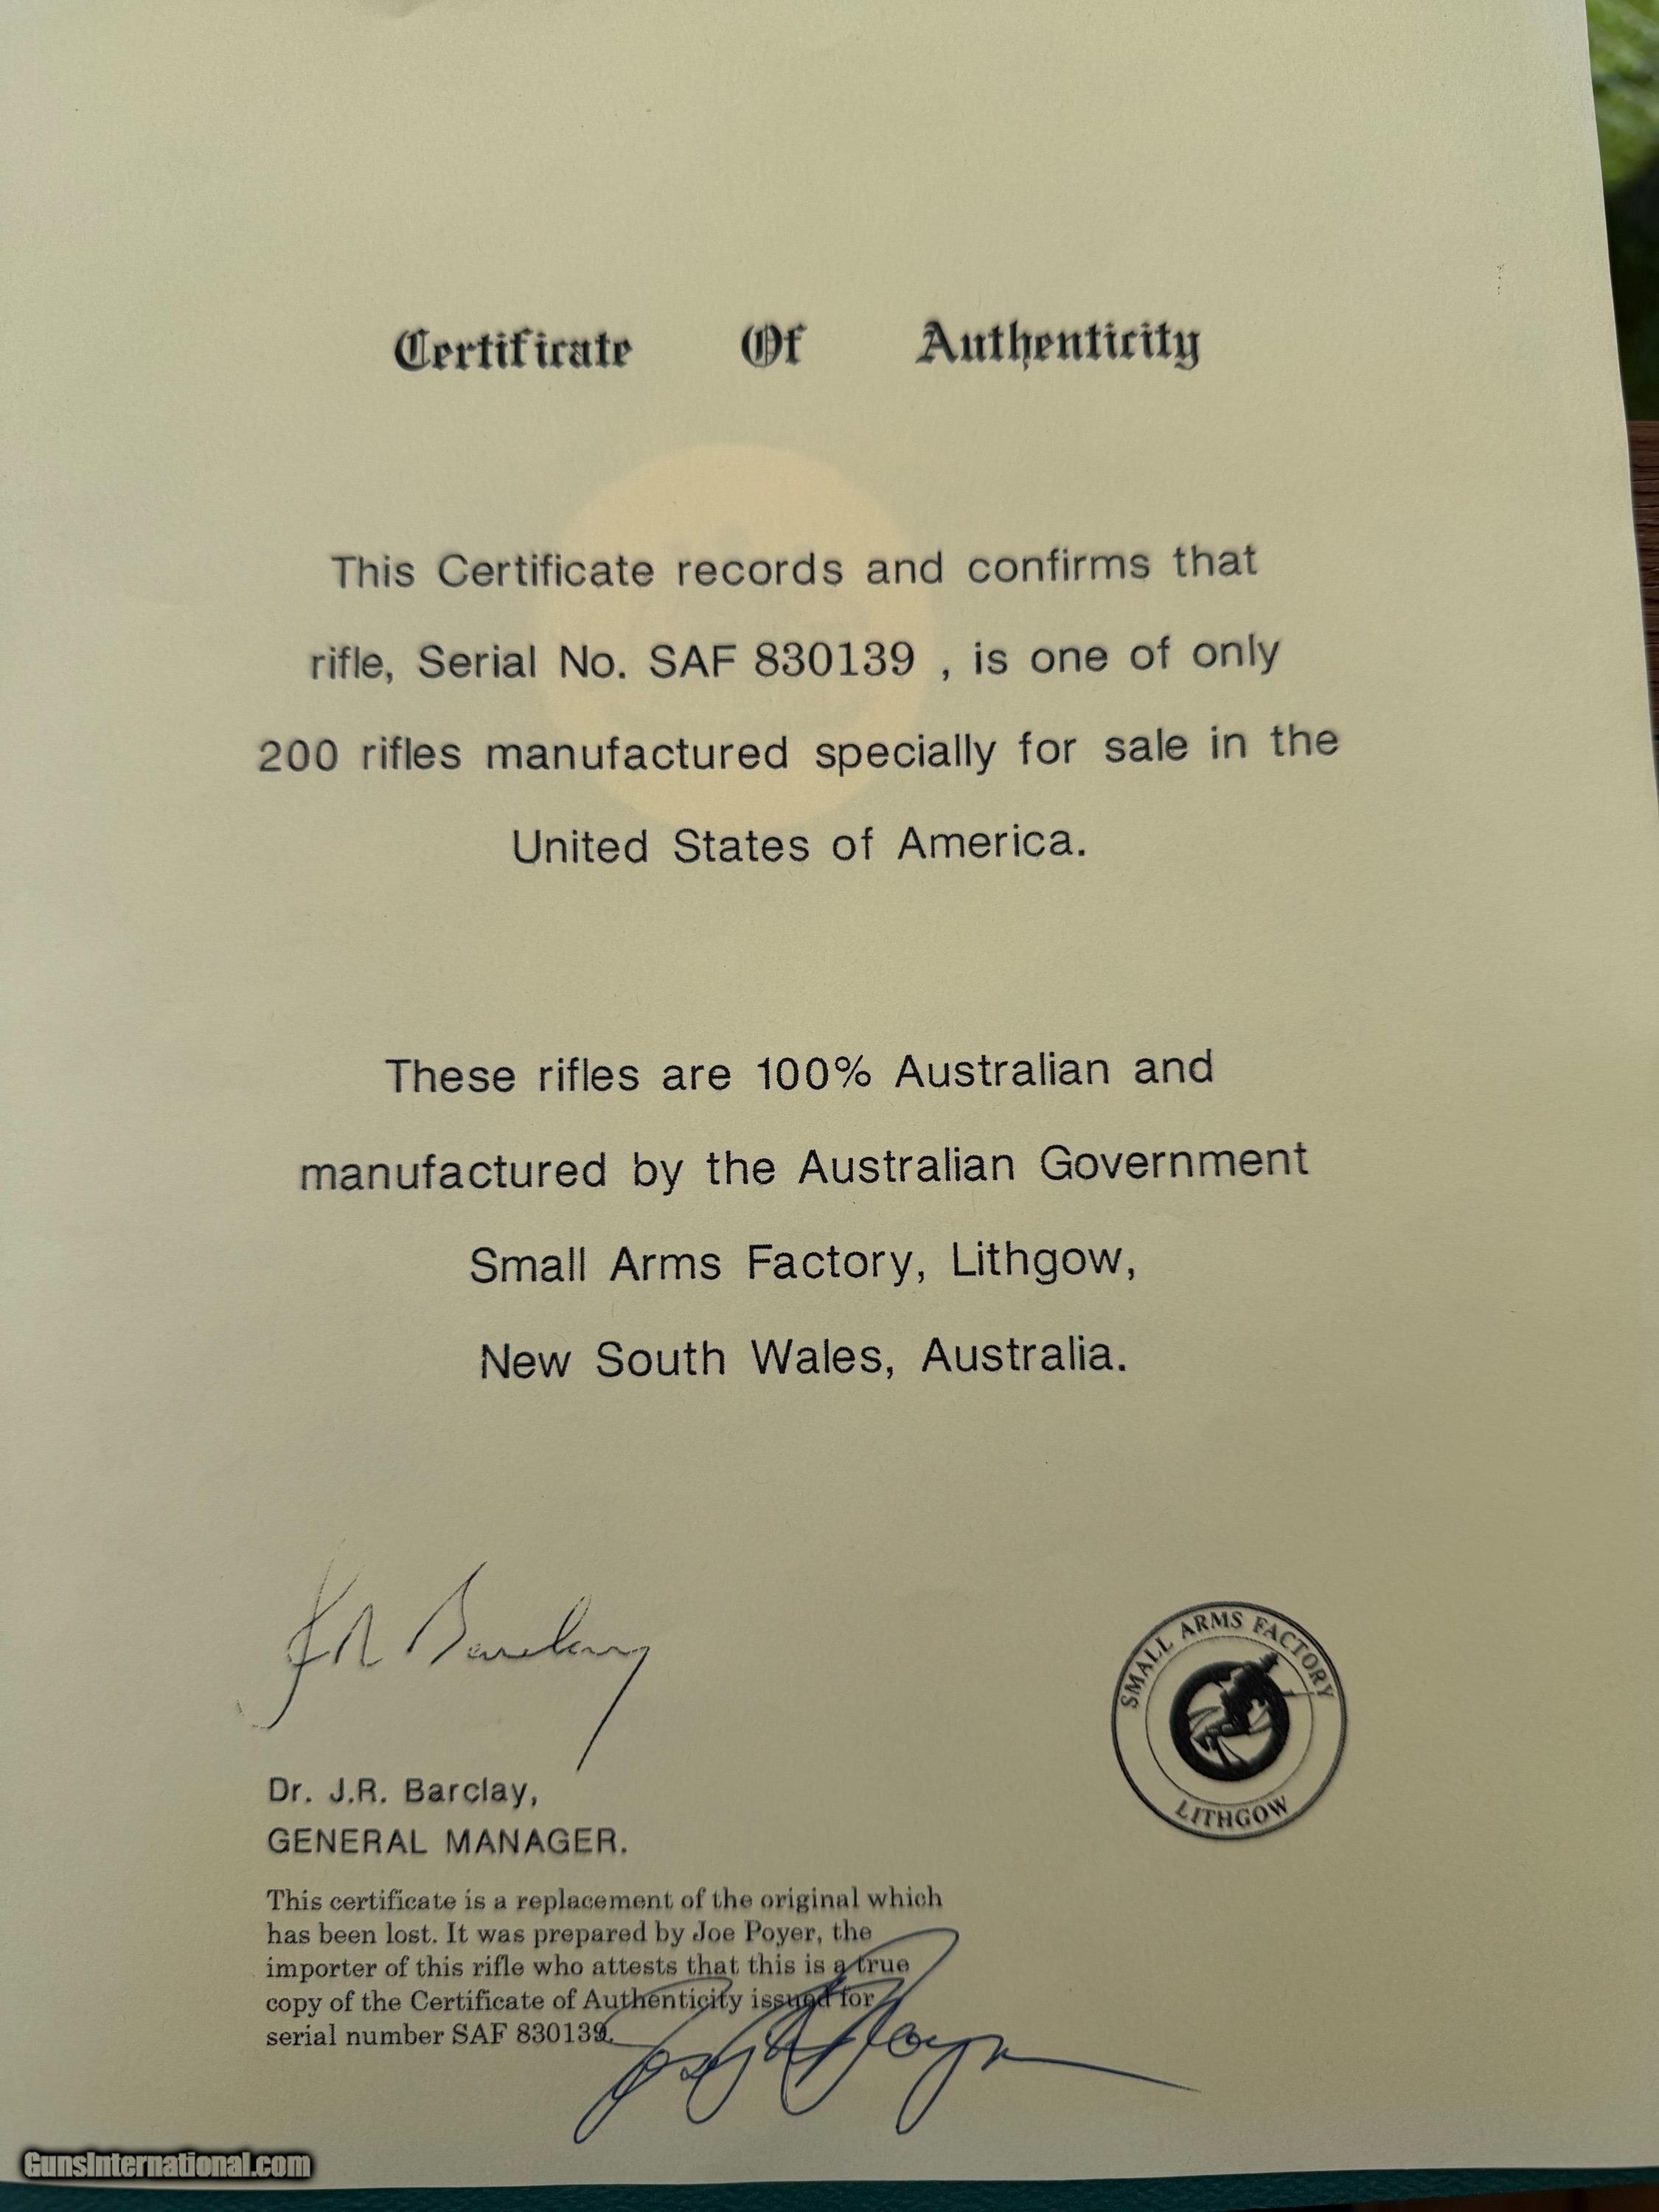 Certificate Of Authenticity
This Certificate records and confirms that
rifle, Serial No. SAF 830139 , is one of only
200 rifles manufactured specially for sale in the
United States of America.
These rifles are 100% Australian and
manufactured by the Australian Government
Small Arms Factory, Lithgow,
New South Wales, Australia.
J R Barclay
Dr. J.R. Barclay,
GENERAL MANAGER.
SMALL ARMS FACTORY
LITHGOW
This certificate is a replacement of the original which
has been lost. It was prepared by Joe Poyer, the
importer of this rifle who attests that this is a true
copy of the Certificate of Authenticity issued for
serial number SAF 830139.
GunsInternational.com